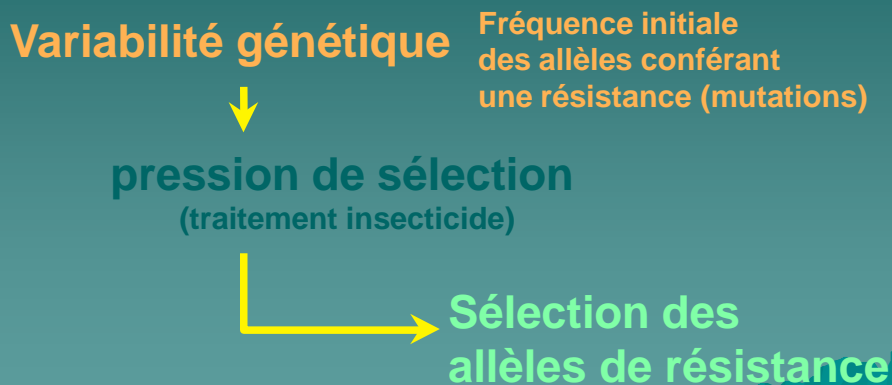 Variabilité génétique
Fréquence initiale
des allèles conférant
une résistance (mutations)
pression de sélection
(traitement insecticide)
Sélection des
allèles de résistance